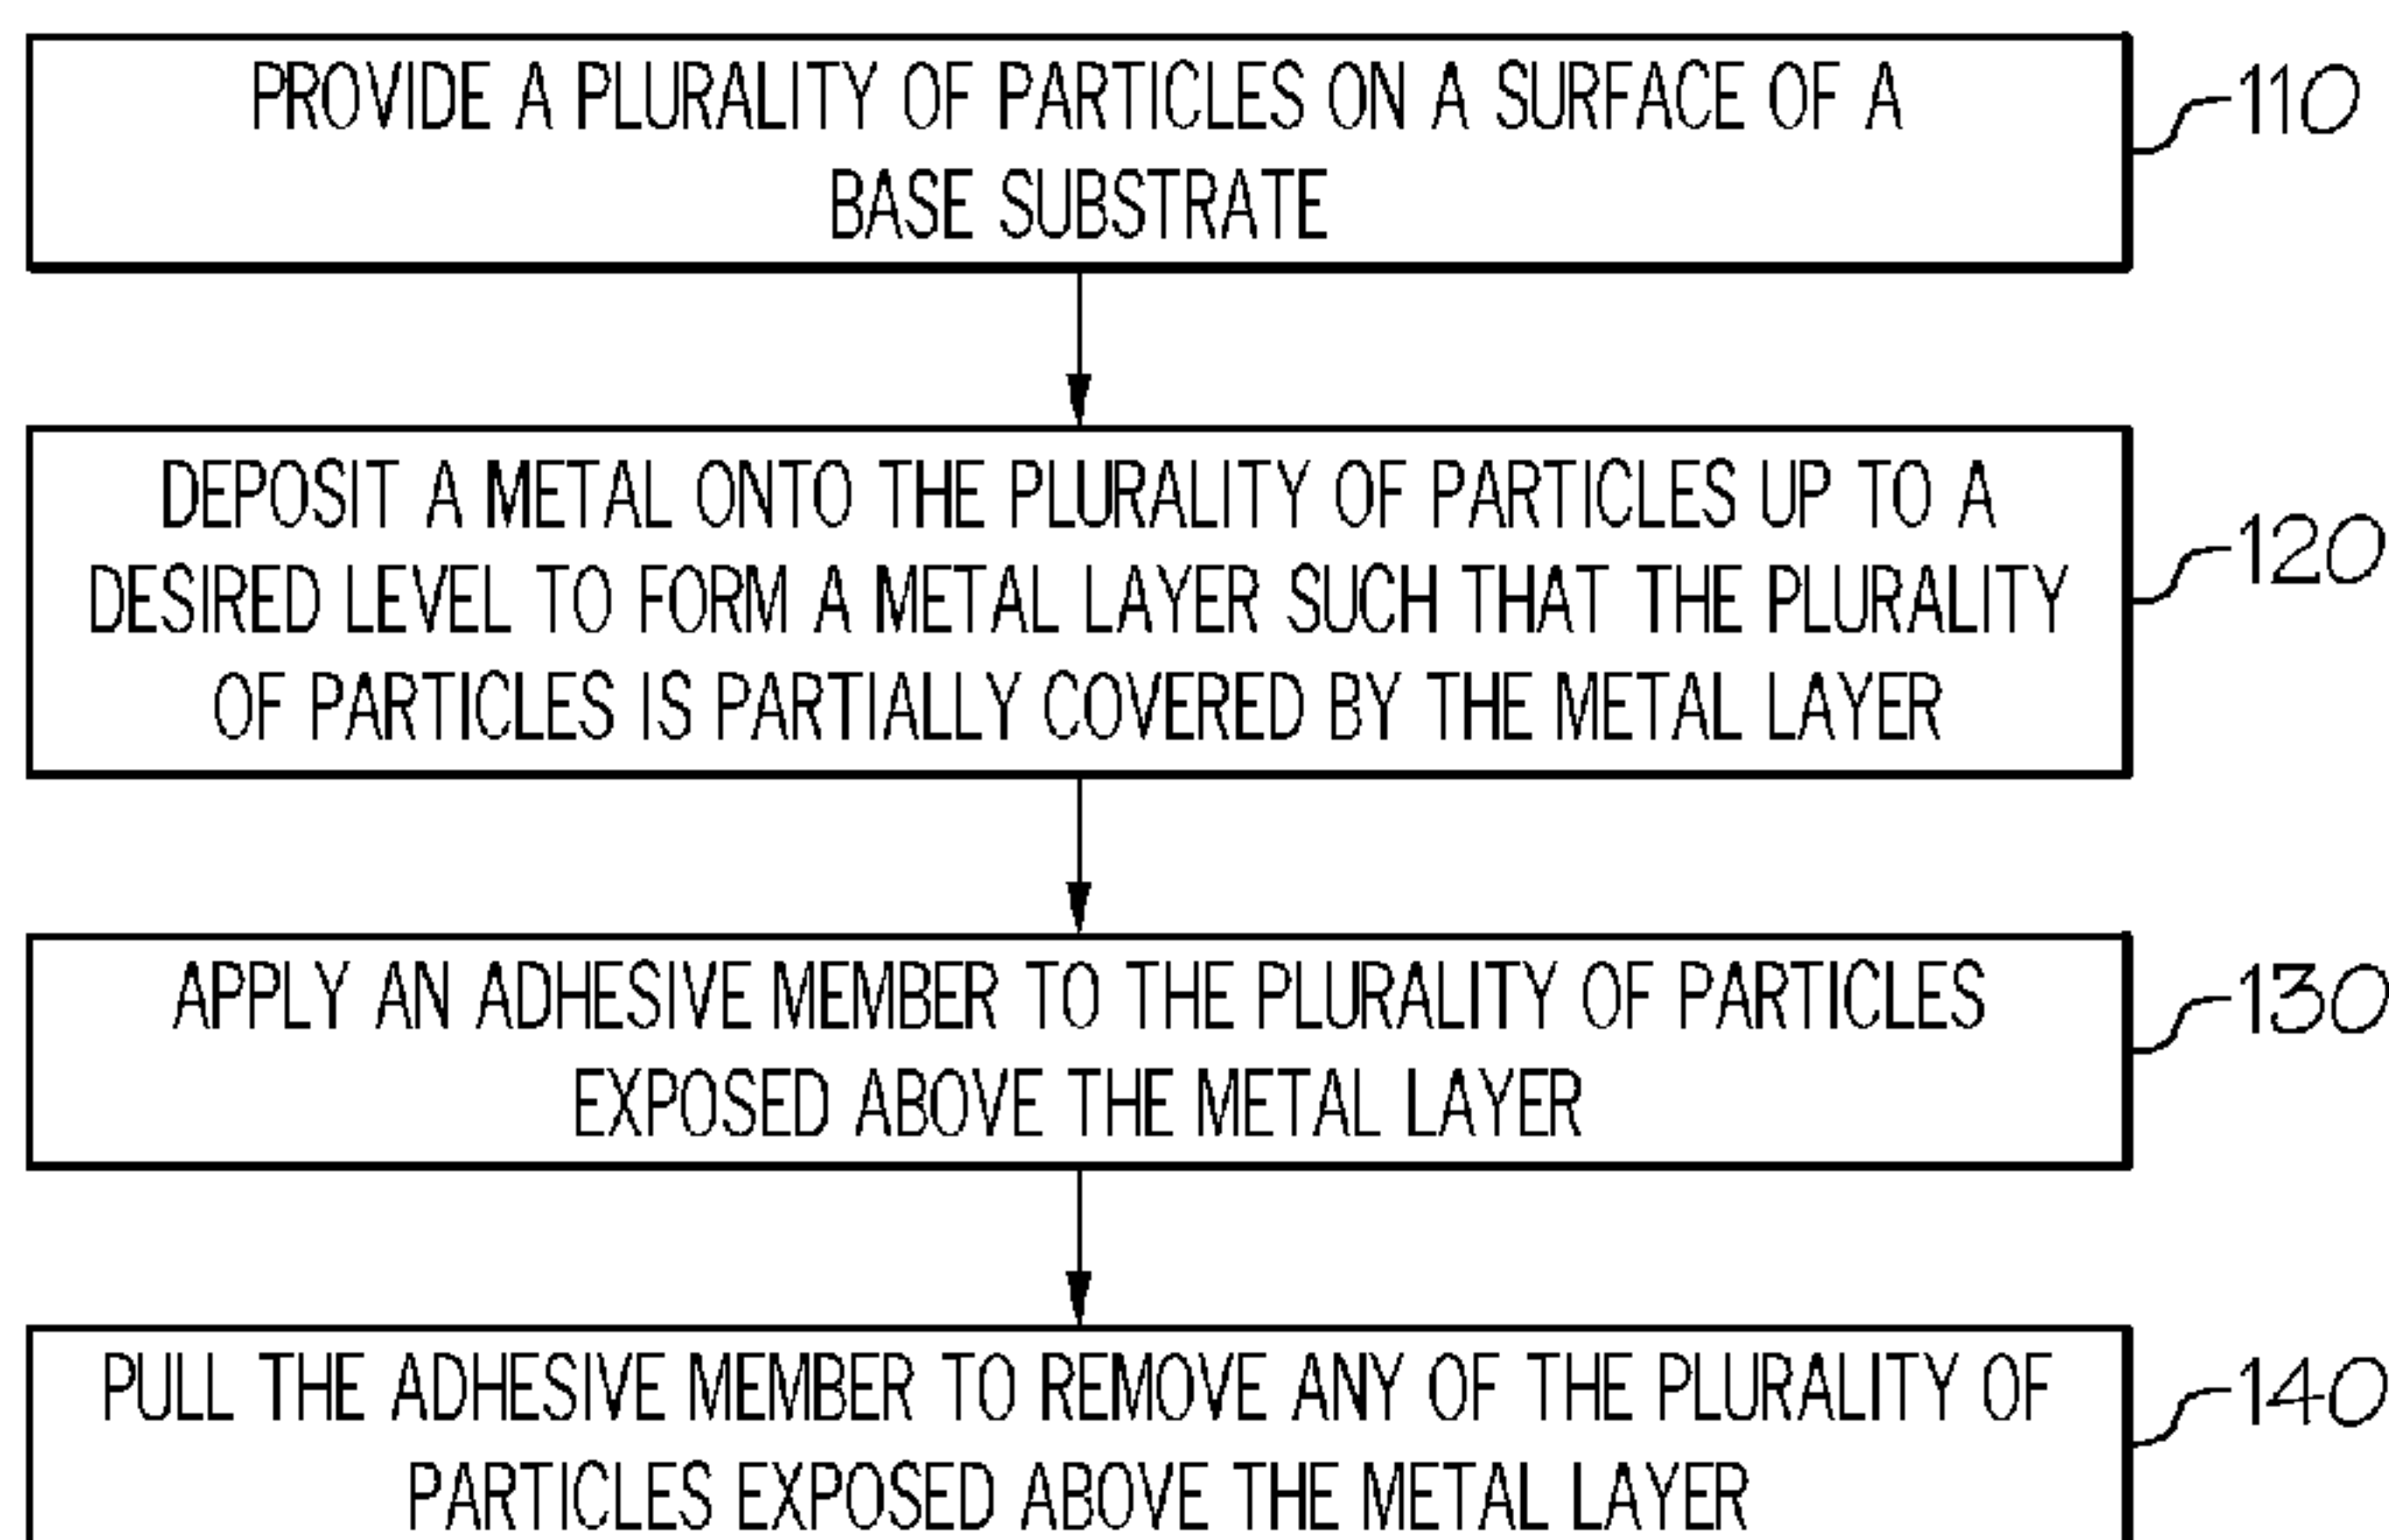 PROVIDE A PLURALITY OF PARTICLES ON A SURFACE OF A
BASE SUBSTRATE
110
DEPOSIT A METAL ONTO THE PLURALITY OF PARTICLES UP TO A
DESIRED LEVEL TO FORM A METAL LAYER SUCH THAT THE PLURALITY
OF PARTICLES IS PARTIALLY COVERED BY THE METAL LAYER
120
APPLY AN ADHESIVE MEMBER TO THE PLURALITY OF PARTICLES
EXPOSED ABOVE THE METAL LAYER
130
PULL THE ADHESIVE MEMBER TO REMOVE ANY OF THE PLURALITY OF
PARTICLES EXPOSED ABOVE THE METAL LAYER
140